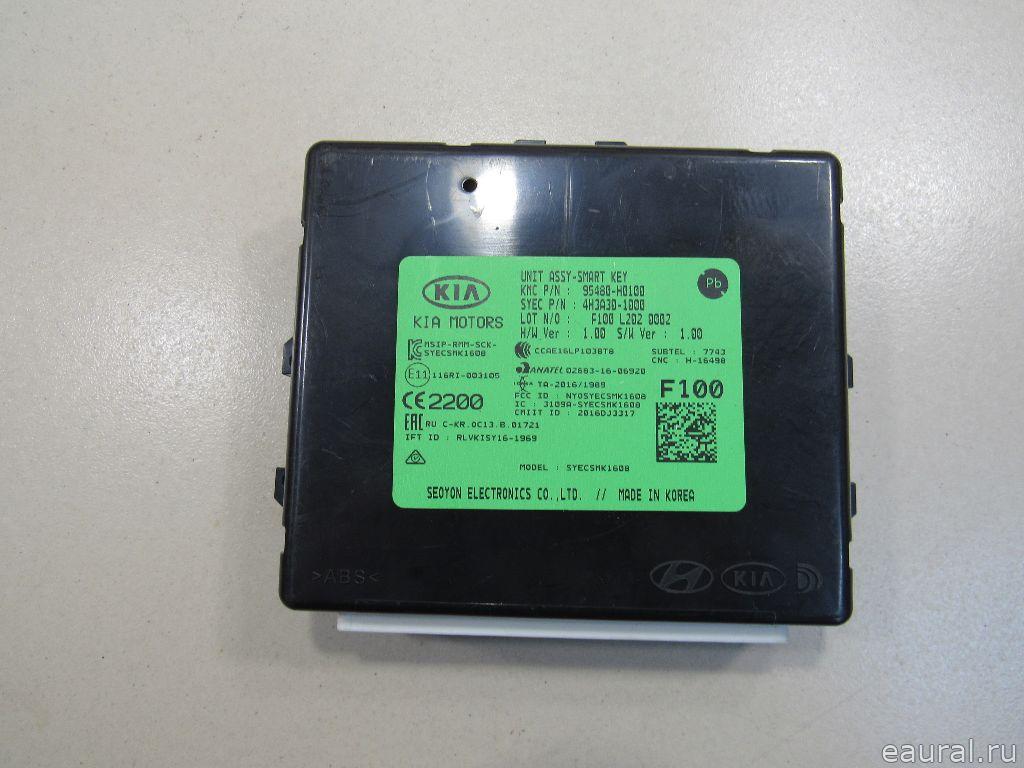 KIA
KIA MOTORS
UNIT ASSY-SMART KEY
KMC P/N : 95480-H0100
SYEC P/N : 4H3A30-1000
LOT N/O : F100 L202 0002
H/W Ver : 1.00 S/W Ver : 1.00
Pb
MSIP-RMM-SCK-
SYECSMK1608
E11 116RI-003105
CE2200
EAC RU C-KR.OC13.B.01721
IFT ID : RLVKISY16-1969
CCAE16LP1038T8
ANATEL 02683-16-06920
TA-2016/1989
FCC ID : NYOSYECSMK1608
IC : 3109A-SYECSMK1608
CMIIT ID : 2016DJ3317
SUBTEL : 7743
CNC : H-16498
F100
MODEL : SYECSMK1608
SEOYON ELECTRONICS CO.,LTD. // MADE IN KOREA
>ABS<
KIA
eaural.ru